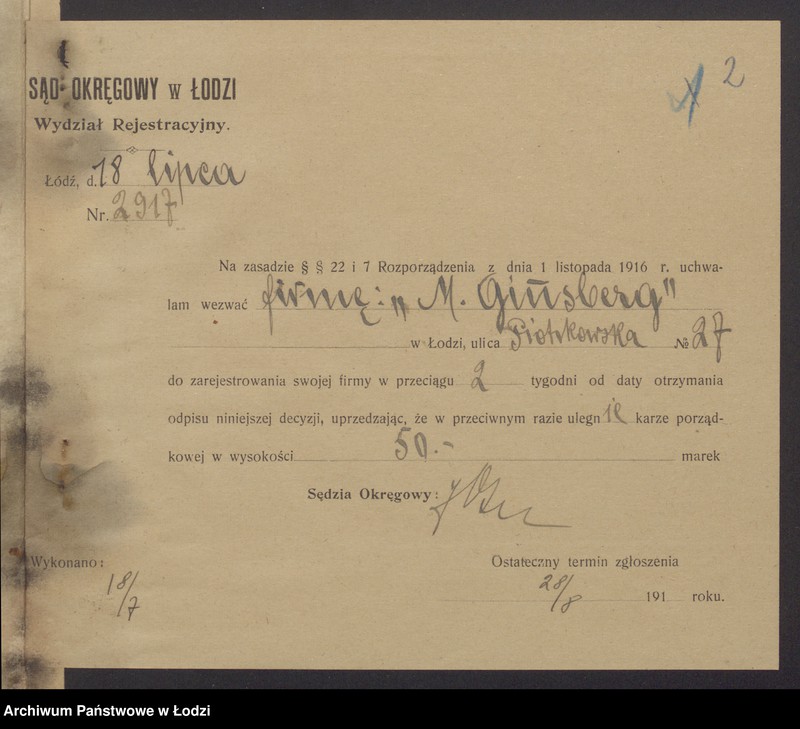 2
SĄD OKRĘGOWY w ŁODZI
Wydział Rejestracyjny.
Łódź, d. 18 lipca
Nr. 2917
Na zasadzie § § 22 i 7 Rozporządzenia z dnia 1 listopada 1916 r. uchwa-
lam wezwać firmę: „M. Ginsberg"
w Łodzi, ulica Piotrkowska № 27
do zarejestrowania swojej firmy w przeciągu 2 tygodni od daty otrzymania
odpisu niniejszej decyzji, uprzedzając, że w przeciwnym razie ulegnie karze porząd-
kowej w wysokości 50.- marek
Sędzia Okręgowy:
Wykonano:
18/7
Ostateczny termin zgłoszenia
28/8 191 roku.
Archiwum Państwowe w Łodzi